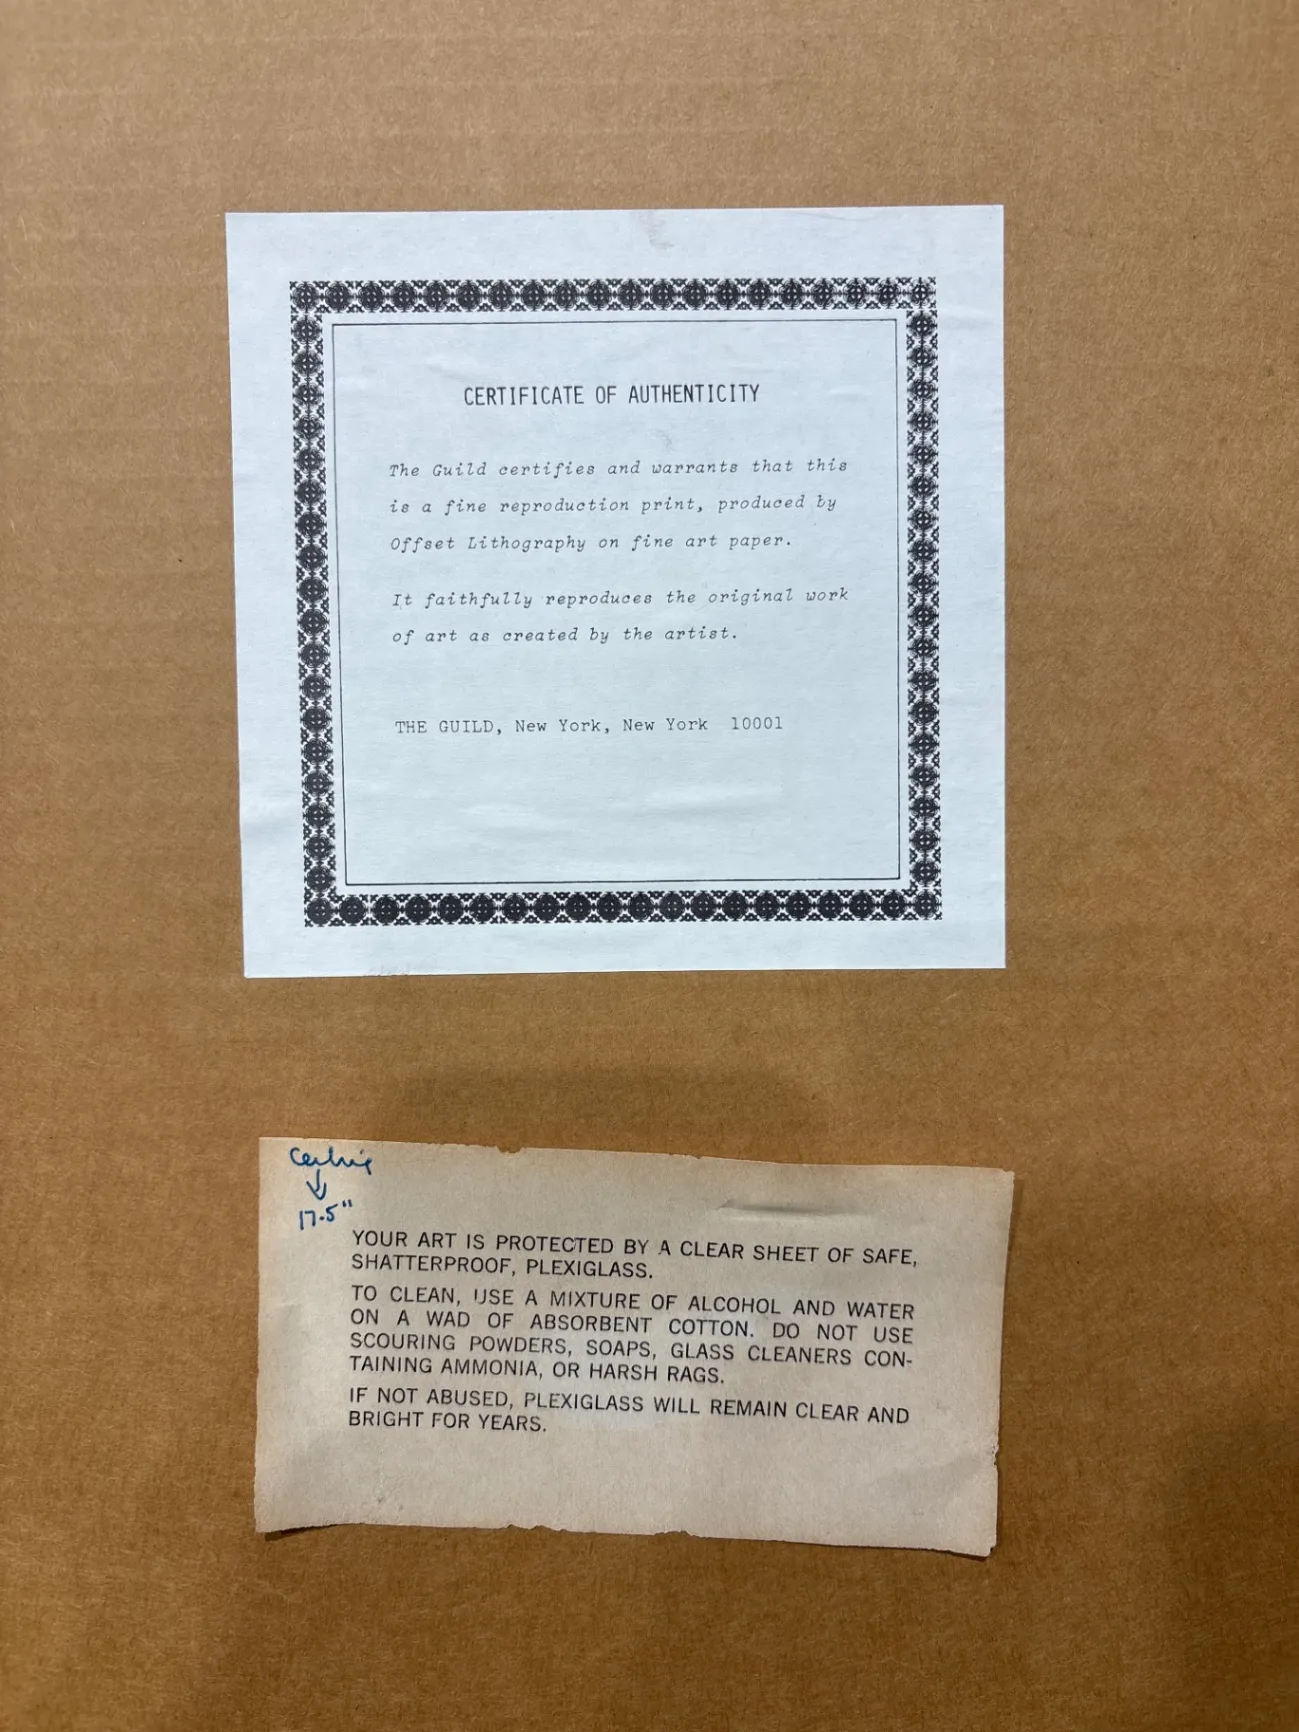 CERTIFICATE OF AUTHENTICITY
The Guild certifies and warrants that this
is a fine reproduction print, produced by
Offset Lithography on fine art paper.
It faithfully reproduces the original work
of art as created by the artist.
THE GUILD, New York, New York 10001
↓
17.5"
YOUR ART IS PROTECTED BY A CLEAR SHEET OF SAFE,
SHATTERPROOF, PLEXIGLASS.
TO CLEAN, USE A MIXTURE OF ALCOHOL AND WATER
ON A WAD OF ABSORBENT COTTON. DO NOT USE
SCOURING POWDERS, SOAPS, GLASS CLEANERS CON-
TAINING AMMONIA, OR HARSH RAGS.
IF NOT ABUSED, PLEXIGLASS WILL REMAIN CLEAR AND
BRIGHT FOR YEARS.